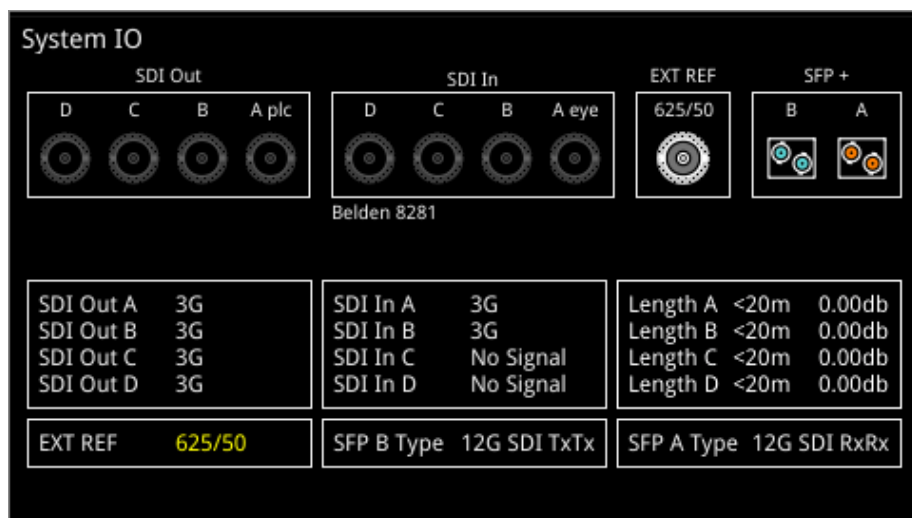 System IO
SDI Out
SDI In
EXT REF
SFP +
D C B A plc
D C B A eye
625/50
B A
Belden 8281
SDI Out A 3G
SDI Out B 3G
SDI Out C 3G
SDI Out D 3G
SDI In A 3G
SDI In B 3G
SDI In C No Signal
SDI In D No Signal
Length A <20m 0.00db
Length B <20m 0.00db
Length C <20m 0.00db
Length D <20m 0.00db
EXT REF 625/50
SFP B Type 12G SDI TxTx
SFP A Type 12G SDI RxRx